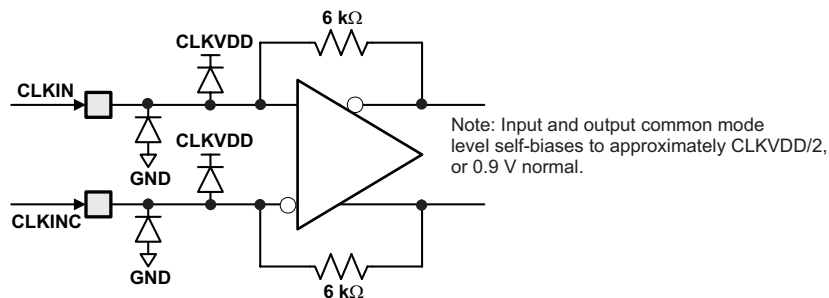 6 kΩ
CLKVDD
CLKIN
CLKVDD
GND
Note: Input and output common mode
level self-biases to approximately CLKVDD/2,
or 0.9 V normal.
CLKINC
GND
6 kΩ